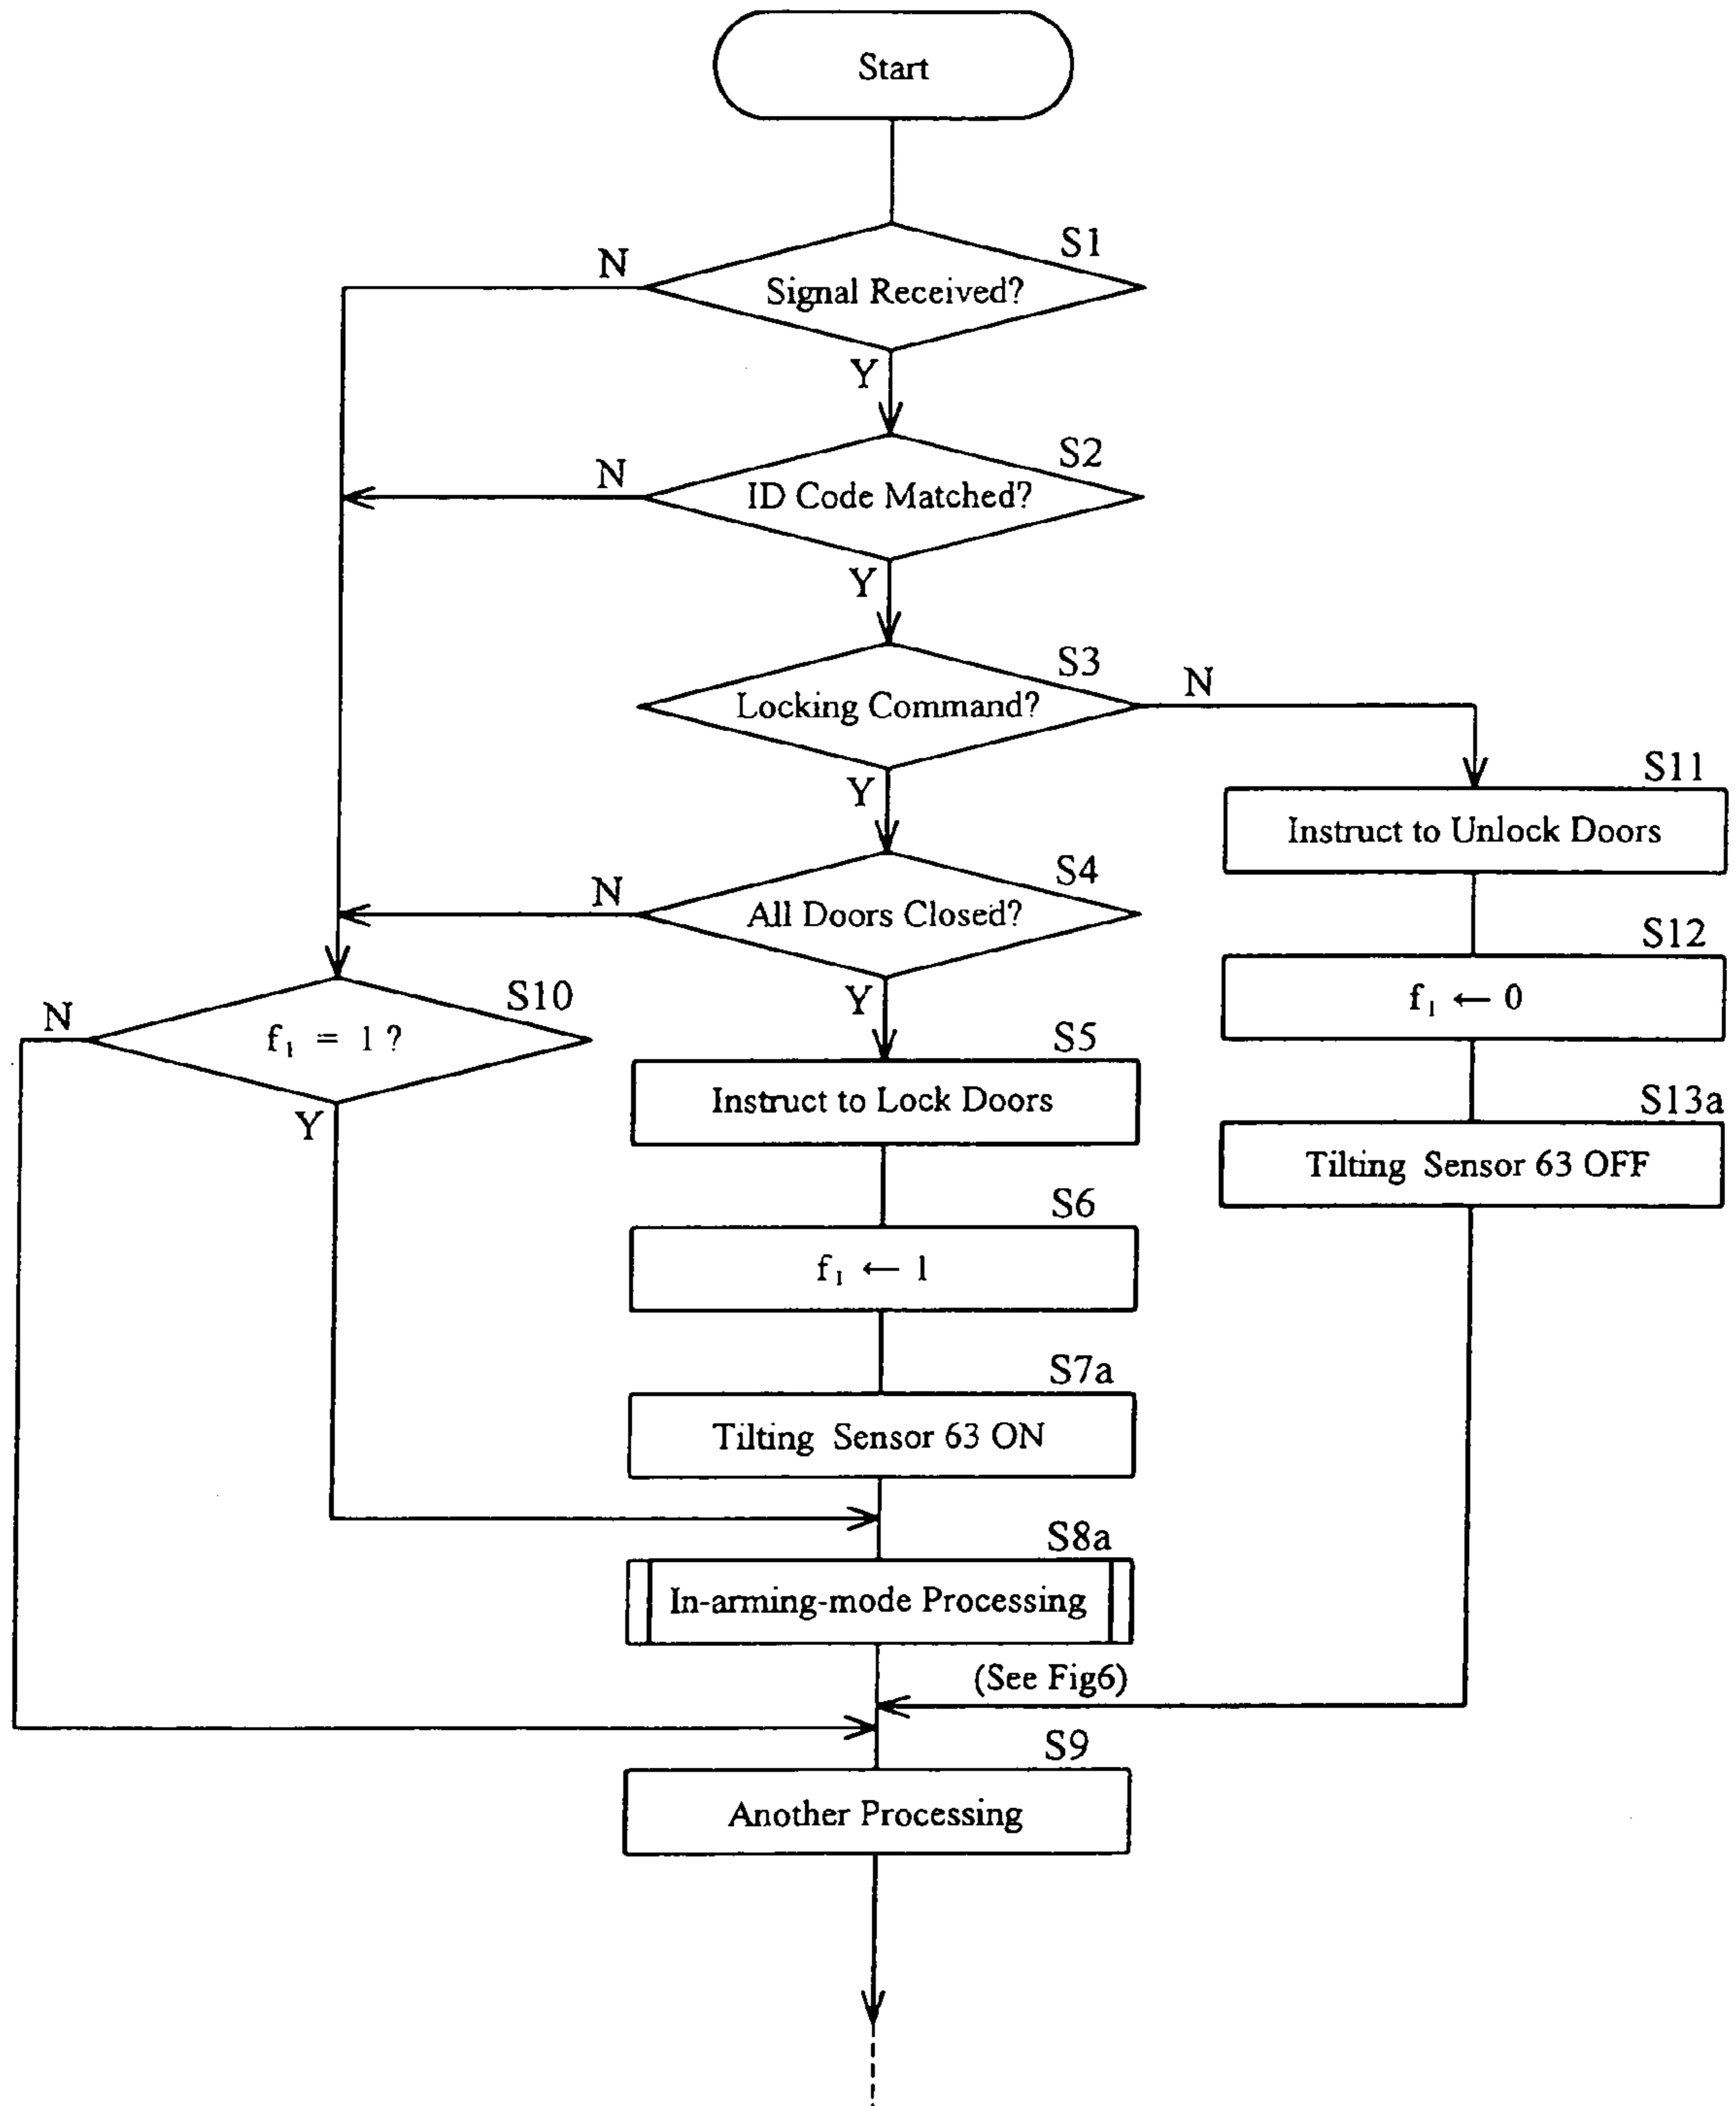 Start
S1
N
Signal Received?
Y
S2
N
ID Code Matched?
Y
S3
N
Locking Command?
Y
S11
Instruct to Unlock Doors
S4
N
All Doors Closed?
Y
S12
f₁ ← 0
S10
N
f₁ = 1 ?
Y
S5
Instruct to Lock Doors
S13a
Tilting Sensor 63 OFF
S6
f₁ ← 1
S7a
Tilting Sensor 63 ON
S8a
In-arming-mode Processing
(See Fig6)
S9
Another Processing